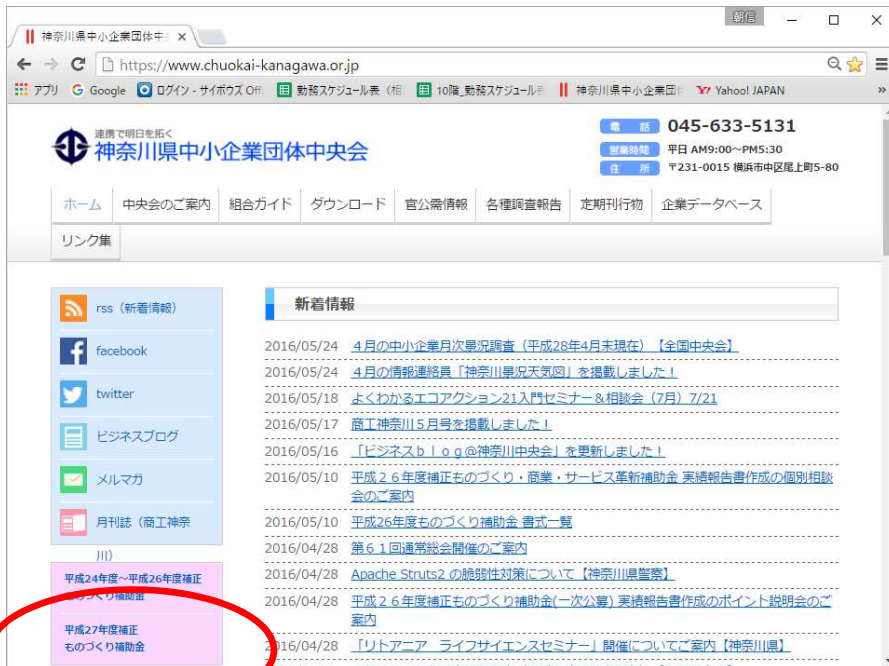 朝信
神奈川県中小企業団体中
https://www.chuokai-kanagawa.or.jp
アプリ Google ログイン - サイボウズ Off 勤務スケジュール表（相 10階_勤務スケジュール 神奈川県中小企業団 Yahoo! JAPAN »
連携で明日を拓く
神奈川県中小企業団体中央会
電 話 045-633-5131
営業時間 平日 AM9:00～PM5:30
住 所 〒231-0015 横浜市中区尾上町5-80
ホーム 中央会のご案内 組合ガイド ダウンロード 官公需情報 各種調査報告 定期刊行物 企業データベース
リンク集
rss（新着情報）
facebook
twitter
ビジネスブログ
メルマガ
月刊誌（商工神奈
川）
平成24年度～平成26年度補正
ものづくり補助金
平成27年度補正
ものづくり補助金
新着情報
2016/05/24 ４月の中小企業月次景況調査（平成28年4月末現在）【全国中央会】
2016/05/24 ４月の情報連絡員「神奈川景況天気図」を掲載しました！
2016/05/18 よくわかるエコアクション21入門セミナー＆相談会（7月）7/21
2016/05/17 商工神奈川５月号を掲載しました！
2016/05/16 「ビジネスｂｌｏｇ@神奈川中央会」を更新しました！
2016/05/10 平成２６年度補正ものづくり・商業・サービス革新補助金 実績報告書作成の個別相談
会のご案内
2016/05/10 平成26年度ものづくり補助金 書式一覧
2016/04/28 第６１回通常総会開催のご案内
2016/04/28 Apache Struts2 の脆弱性対策について【神奈川県警察】
2016/04/28 平成２６年度補正ものづくり補助金(一次公募) 実績報告書作成のポイント説明会のご
案内
2016/04/28 「リトアニア　ライフサイエンスセミナー」開催についてご案内【神奈川県】